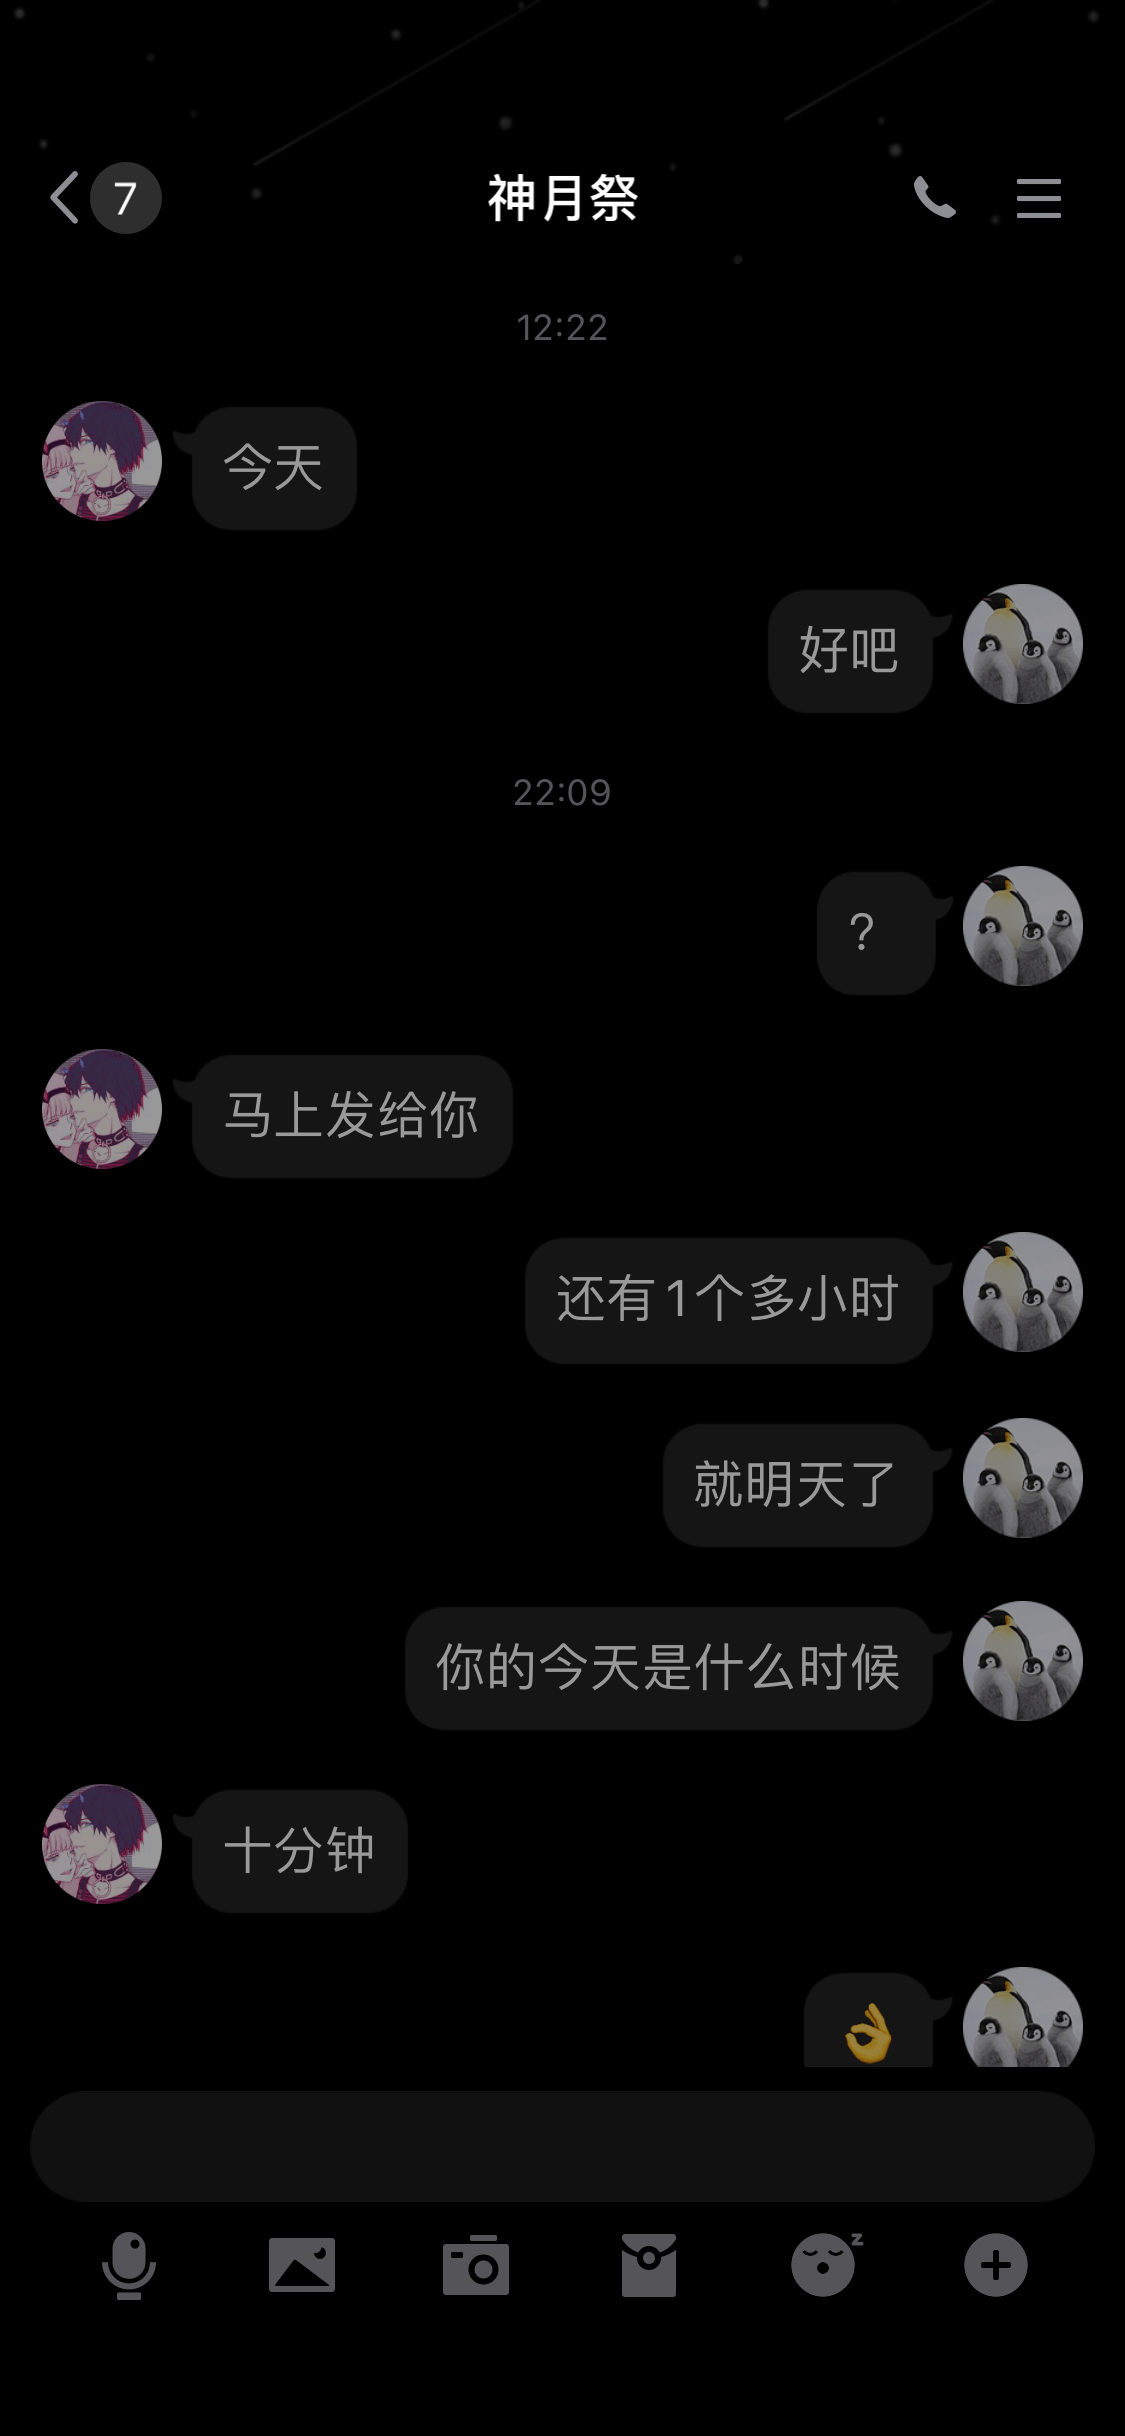 7
神月祭
12:22
今天
好吧
22:09
?
马上发给你
还有1个多小时
就明天了
你的今天是什么时候
十分钟
👌